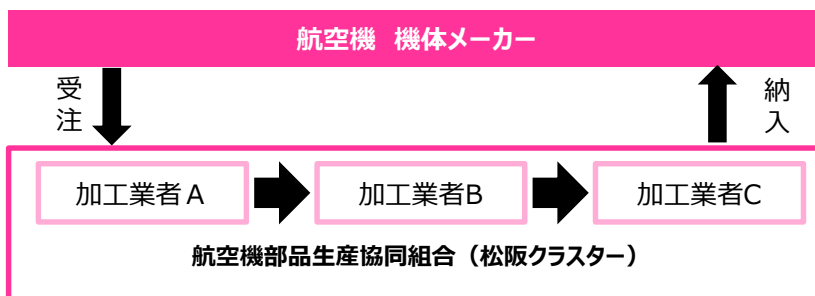 航空機 機体メーカー
受注
納入
加工業者A
加工業者B
加工業者C
航空機部品生産協同組合（松阪クラスター）